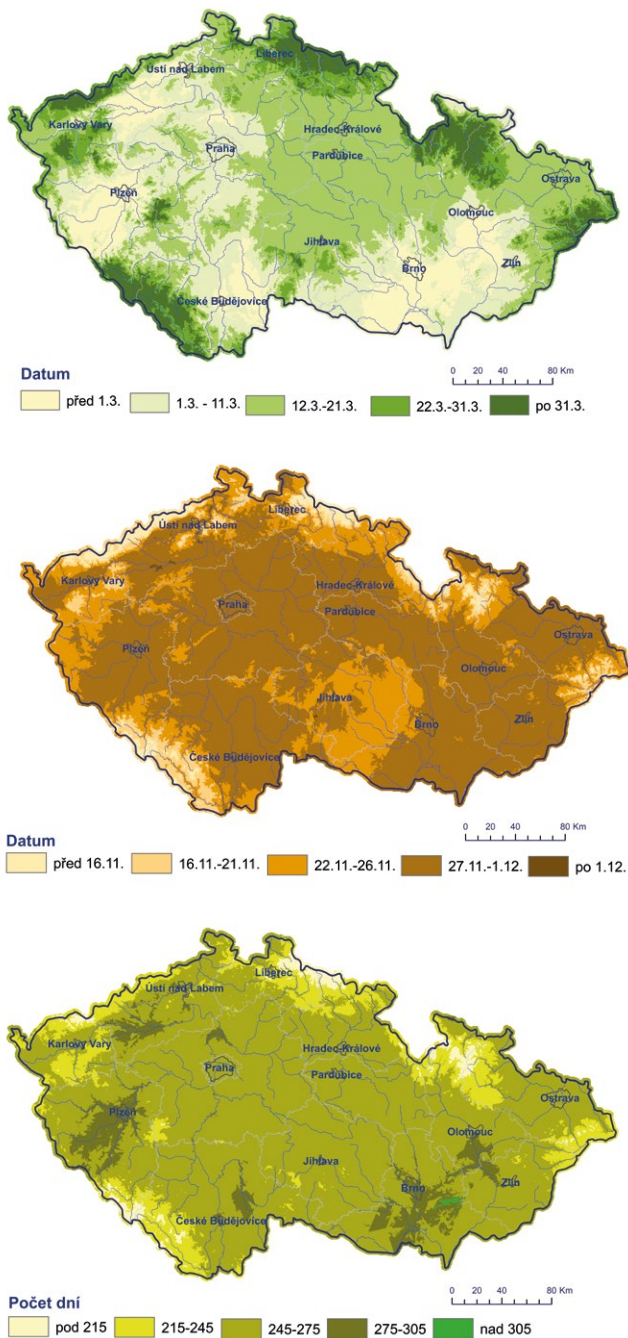 Liberec
Ústí nad Labem
Karlovy Vary
Hradec-Králové
Praha
Pardubice
Plzeň
Ostrava
Olomouc
Jihlava
Brno
Zlín
České Budějovice
Datum
0 20 40 80 Km
před 1.3. 1.3. - 11.3. 12.3.-21.3. 22.3.-31.3. po 31.3.
Liberec
Ústí nad Labem
Karlovy Vary
Hradec-Králové
Praha
Pardubice
Plzeň
Ostrava
Olomouc
Jihlava
Brno
Zlín
České Budějovice
Datum
0 20 40 80 Km
před 16.11. 16.11.-21.11. 22.11.-26.11. 27.11.-1.12. po 1.12.
Liberec
Ústí nad Labem
Karlovy Vary
Hradec-Králové
Praha
Pardubice
Plzeň
Ostrava
Olomouc
Jihlava
Brno
Zlín
České Budějovice
Počet dní
0 20 40 80 Km
pod 215 215-245 245-275 275-305 nad 305